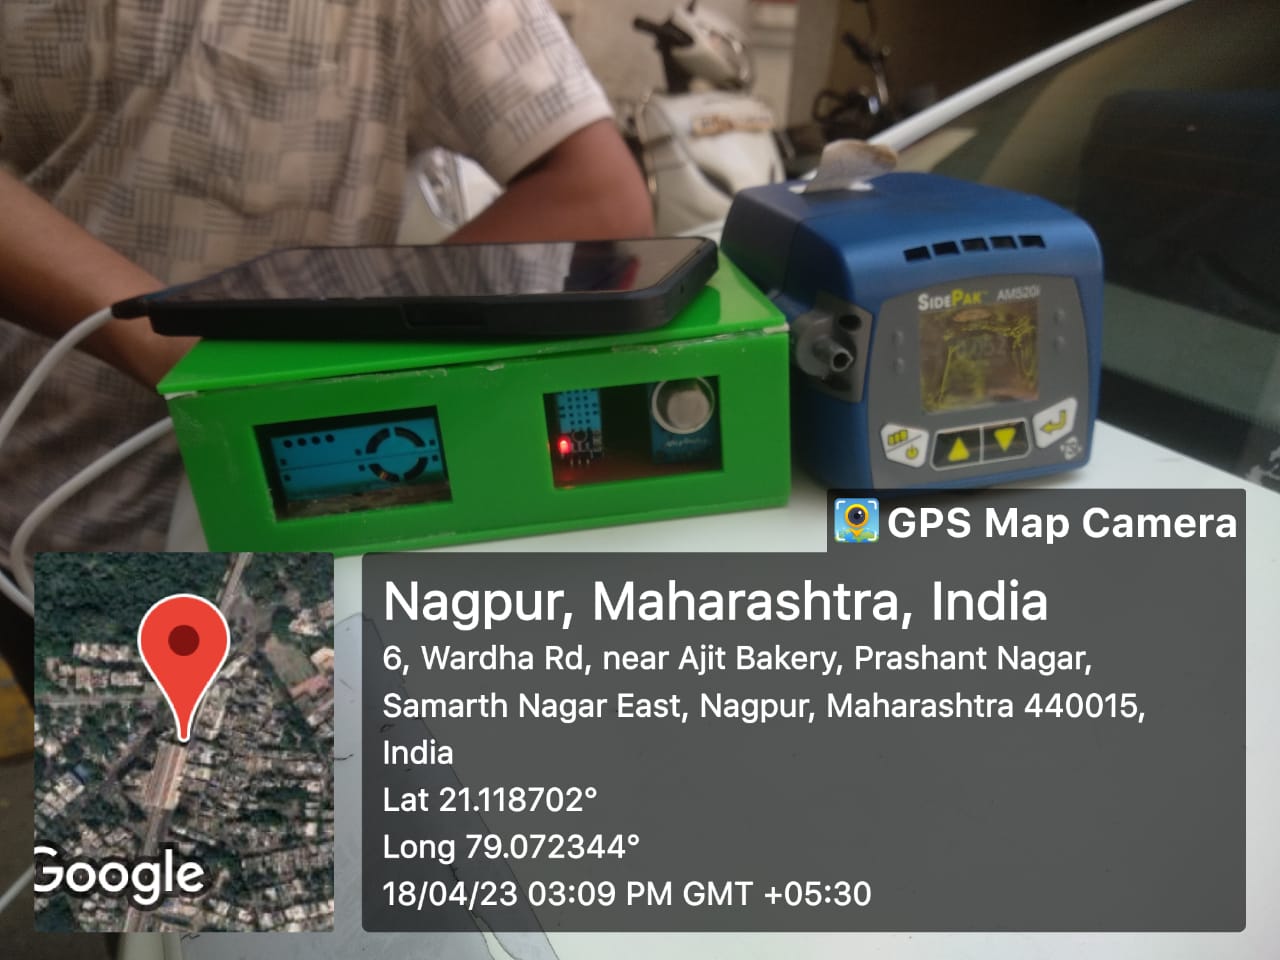 SIDEPAK™ AM520i
GPS Map Camera
Nagpur, Maharashtra, India
6, Wardha Rd, near Ajit Bakery, Prashant Nagar,
Samarth Nagar East, Nagpur, Maharashtra 440015,
India
Lat 21.118702°
Long 79.072344°
18/04/23 03:09 PM GMT +05:30
Google